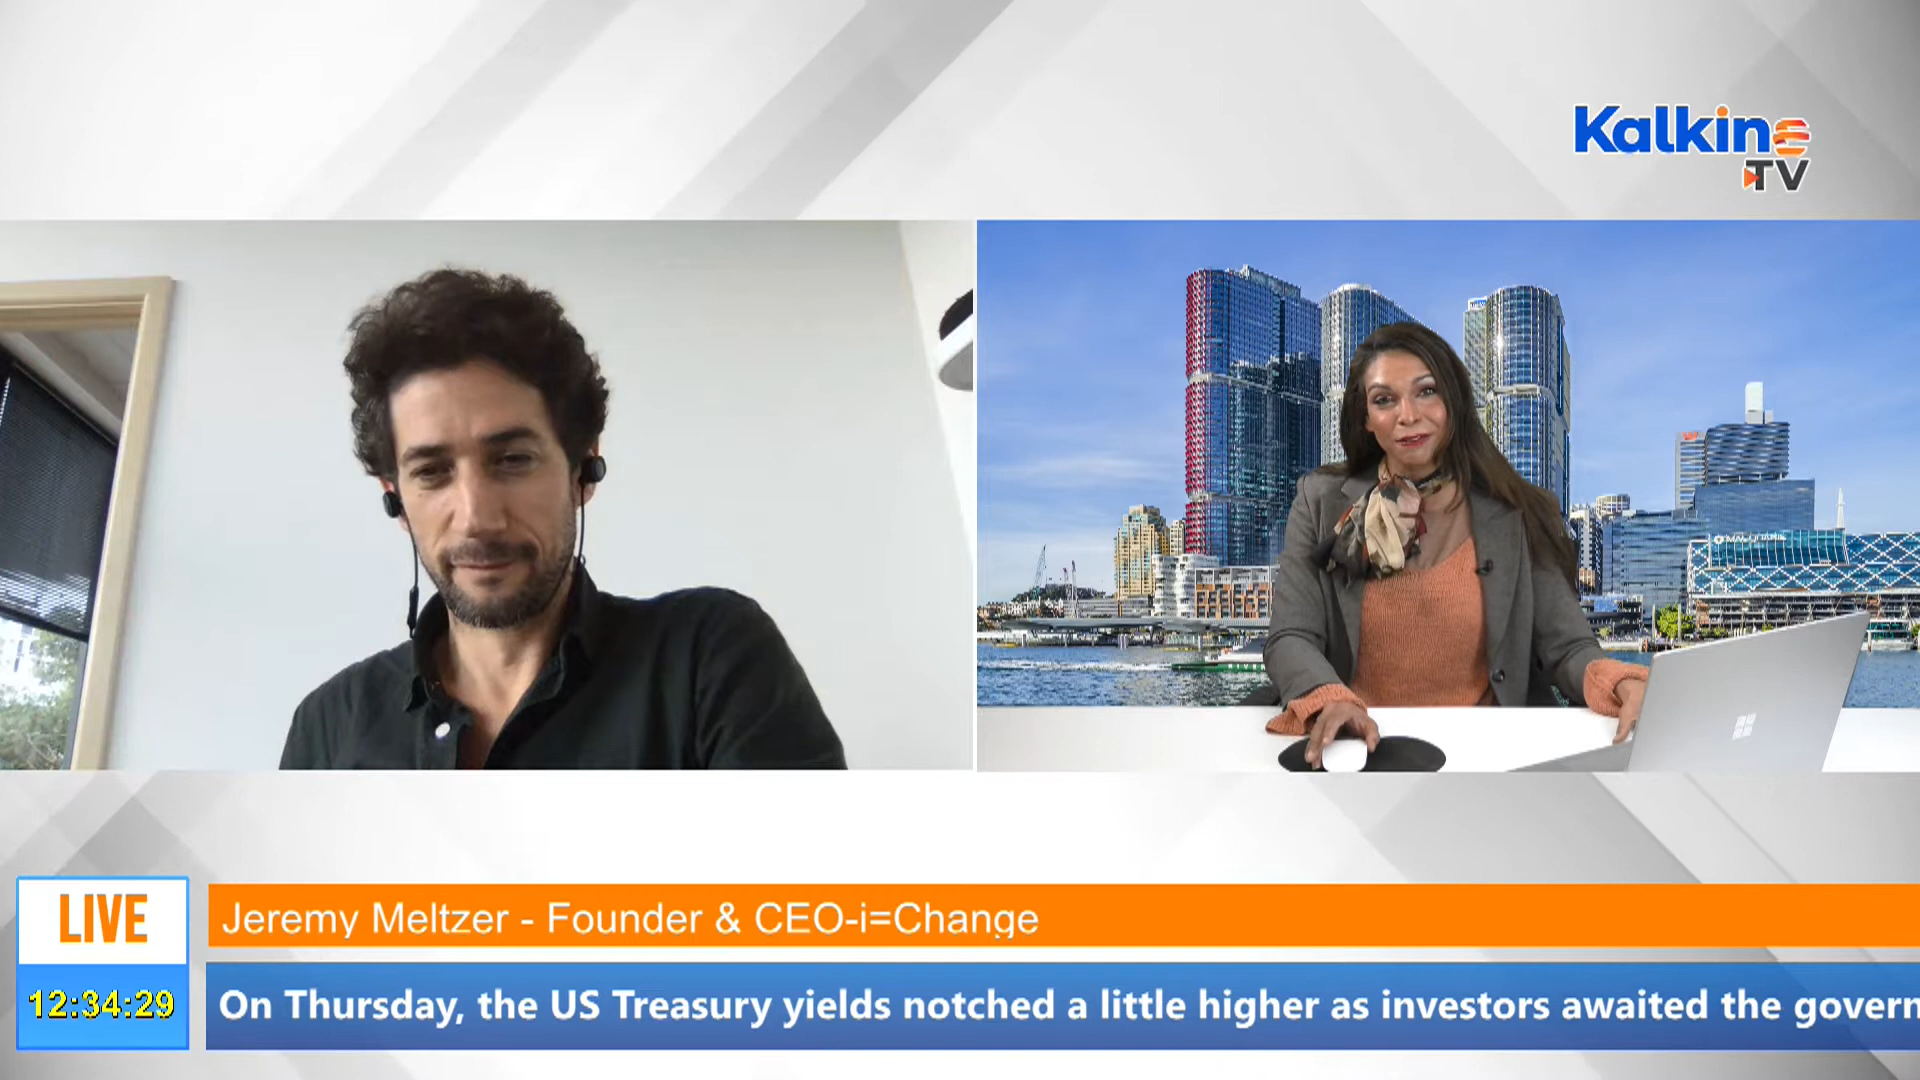 Kalkine
TV
MACQUARIE
LIVE
Jeremy Meltzer - Founder & CEO-i=Change
12:34:29
On Thursday, the US Treasury yields notched a little higher as investors awaited the govern